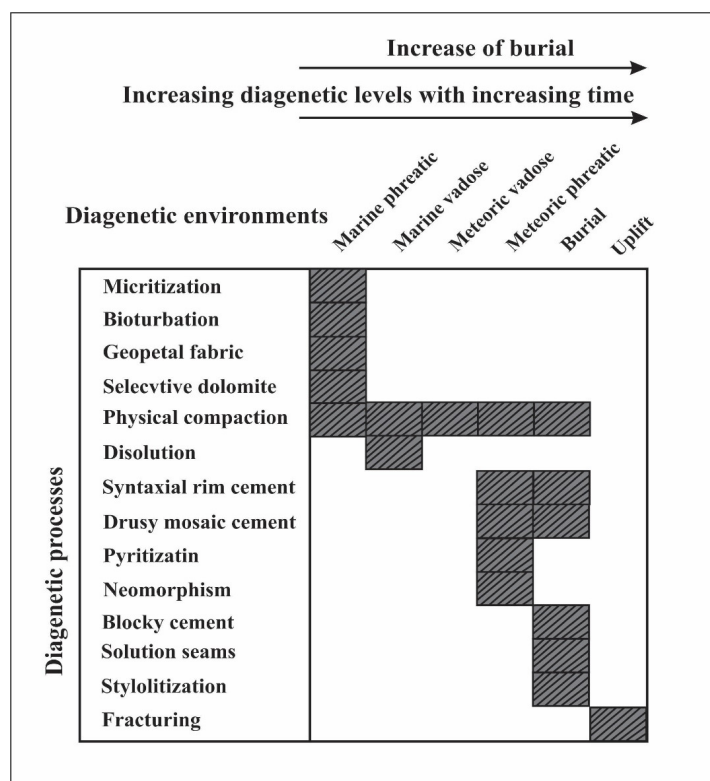 Increase of burial
Increasing diagenetic levels with increasing time
Diagenetic environments
Marine phreatic
Marine vadose
Meteoric vadose
Meteoric phreatic
Burial
Uplift
Diagenetic processes
Micritization
Bioturbation
Geopetal fabric
Selecvtive dolomite
Physical compaction
Disolution
Syntaxial rim cement
Drusy mosaic cement
Pyritizatin
Neomorphism
Blocky cement
Solution seams
Stylolitization
Fracturing